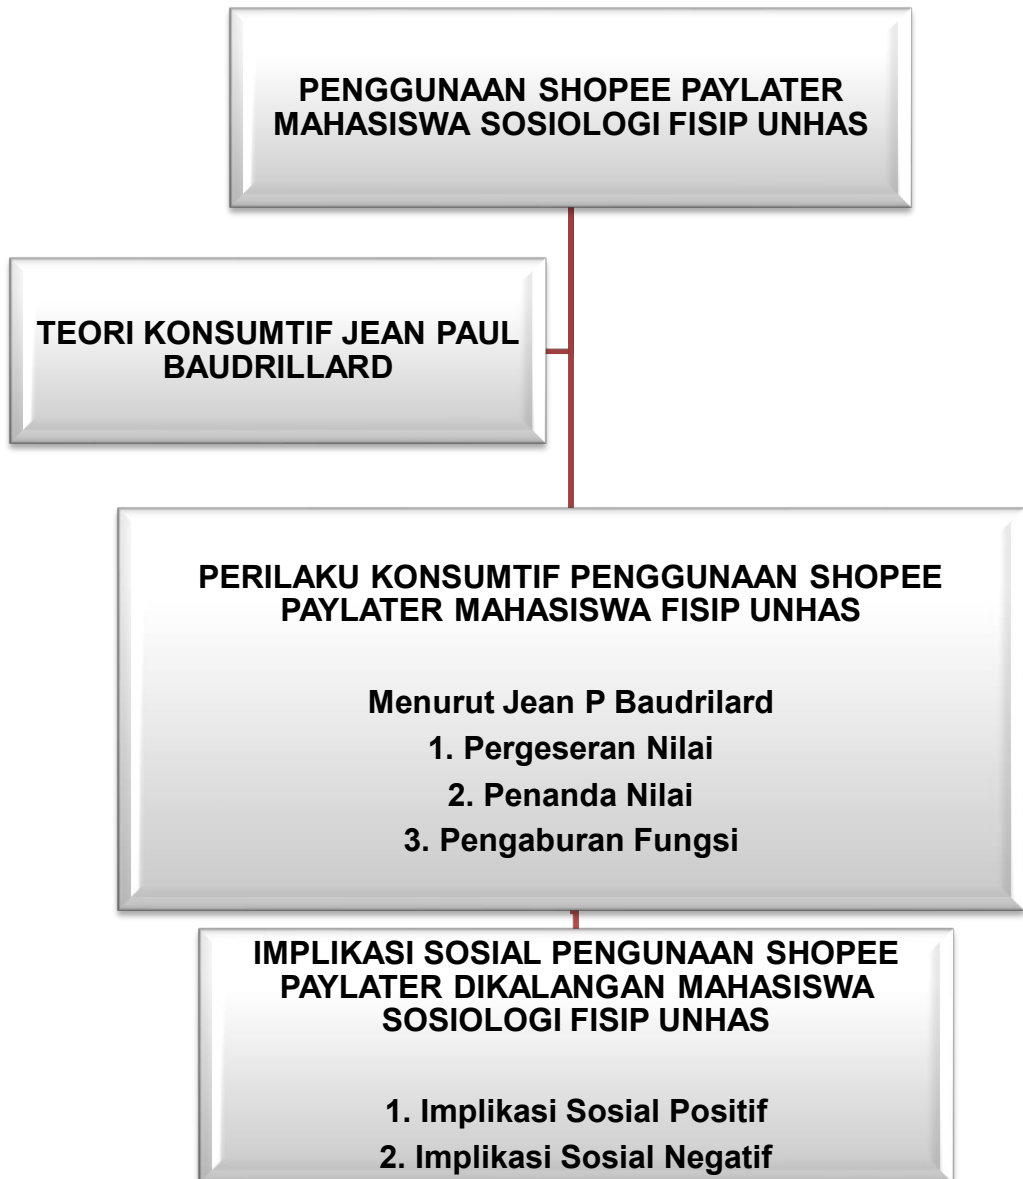 PENGGUNAAN SHOPEE PAYLATER
MAHASISWA SOSIOLOGI FISIP UNHAS
TEORI KONSUMTIF JEAN PAUL
BAUDRILLARD
PERILAKU KONSUMTIF PENGGUNAAN SHOPEE
PAYLATER MAHASISWA FISIP UNHAS
Menurut Jean P Baudrilard
1. Pergeseran Nilai
2. Penanda Nilai
3. Pengaburan Fungsi
IMPLIKASI SOSIAL PENGUNAAN SHOPEE
PAYLATER DIKALANGAN MAHASISWA
SOSIOLOGI FISIP UNHAS
1. Implikasi Sosial Positif
2. Implikasi Sosial Negatif